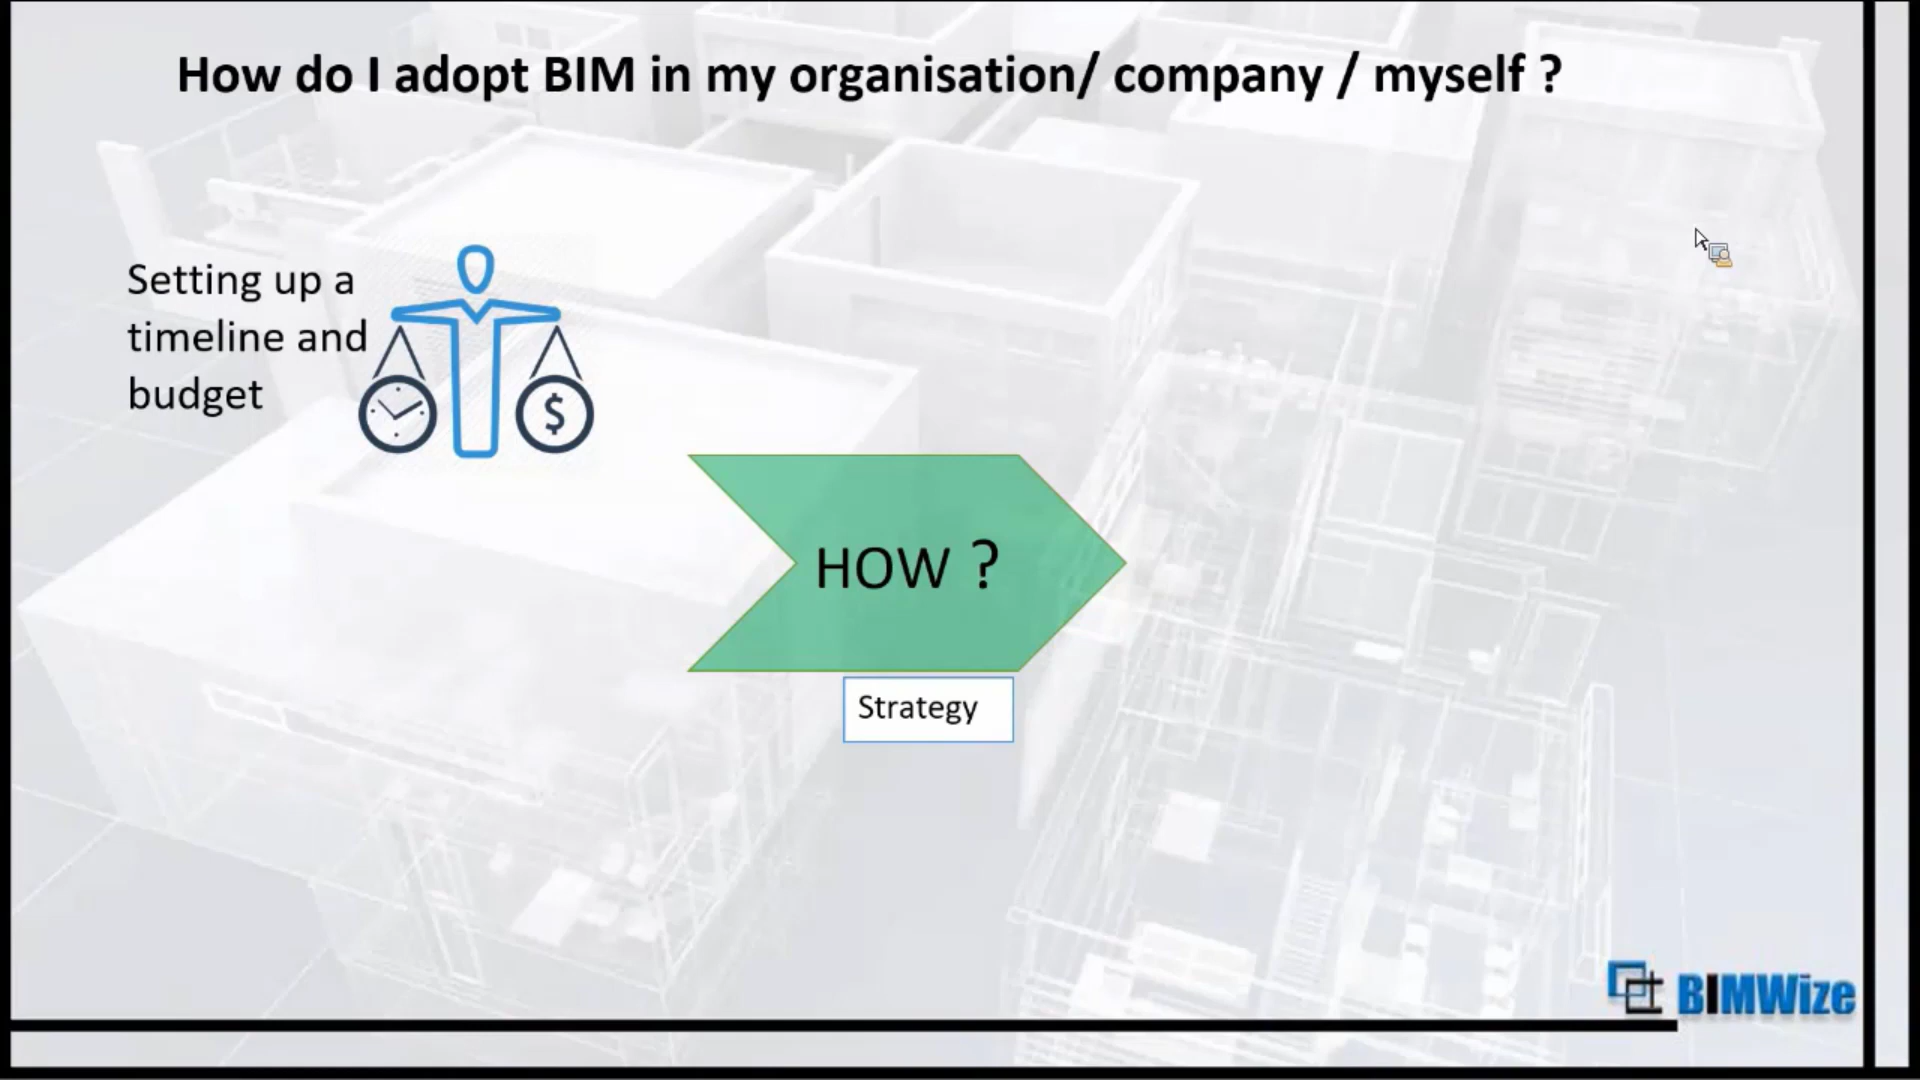 How do I adopt BIM in my organisation/ company / myself ?
Setting up a
timeline and
budget
$
HOW ?
Strategy
BIMWize